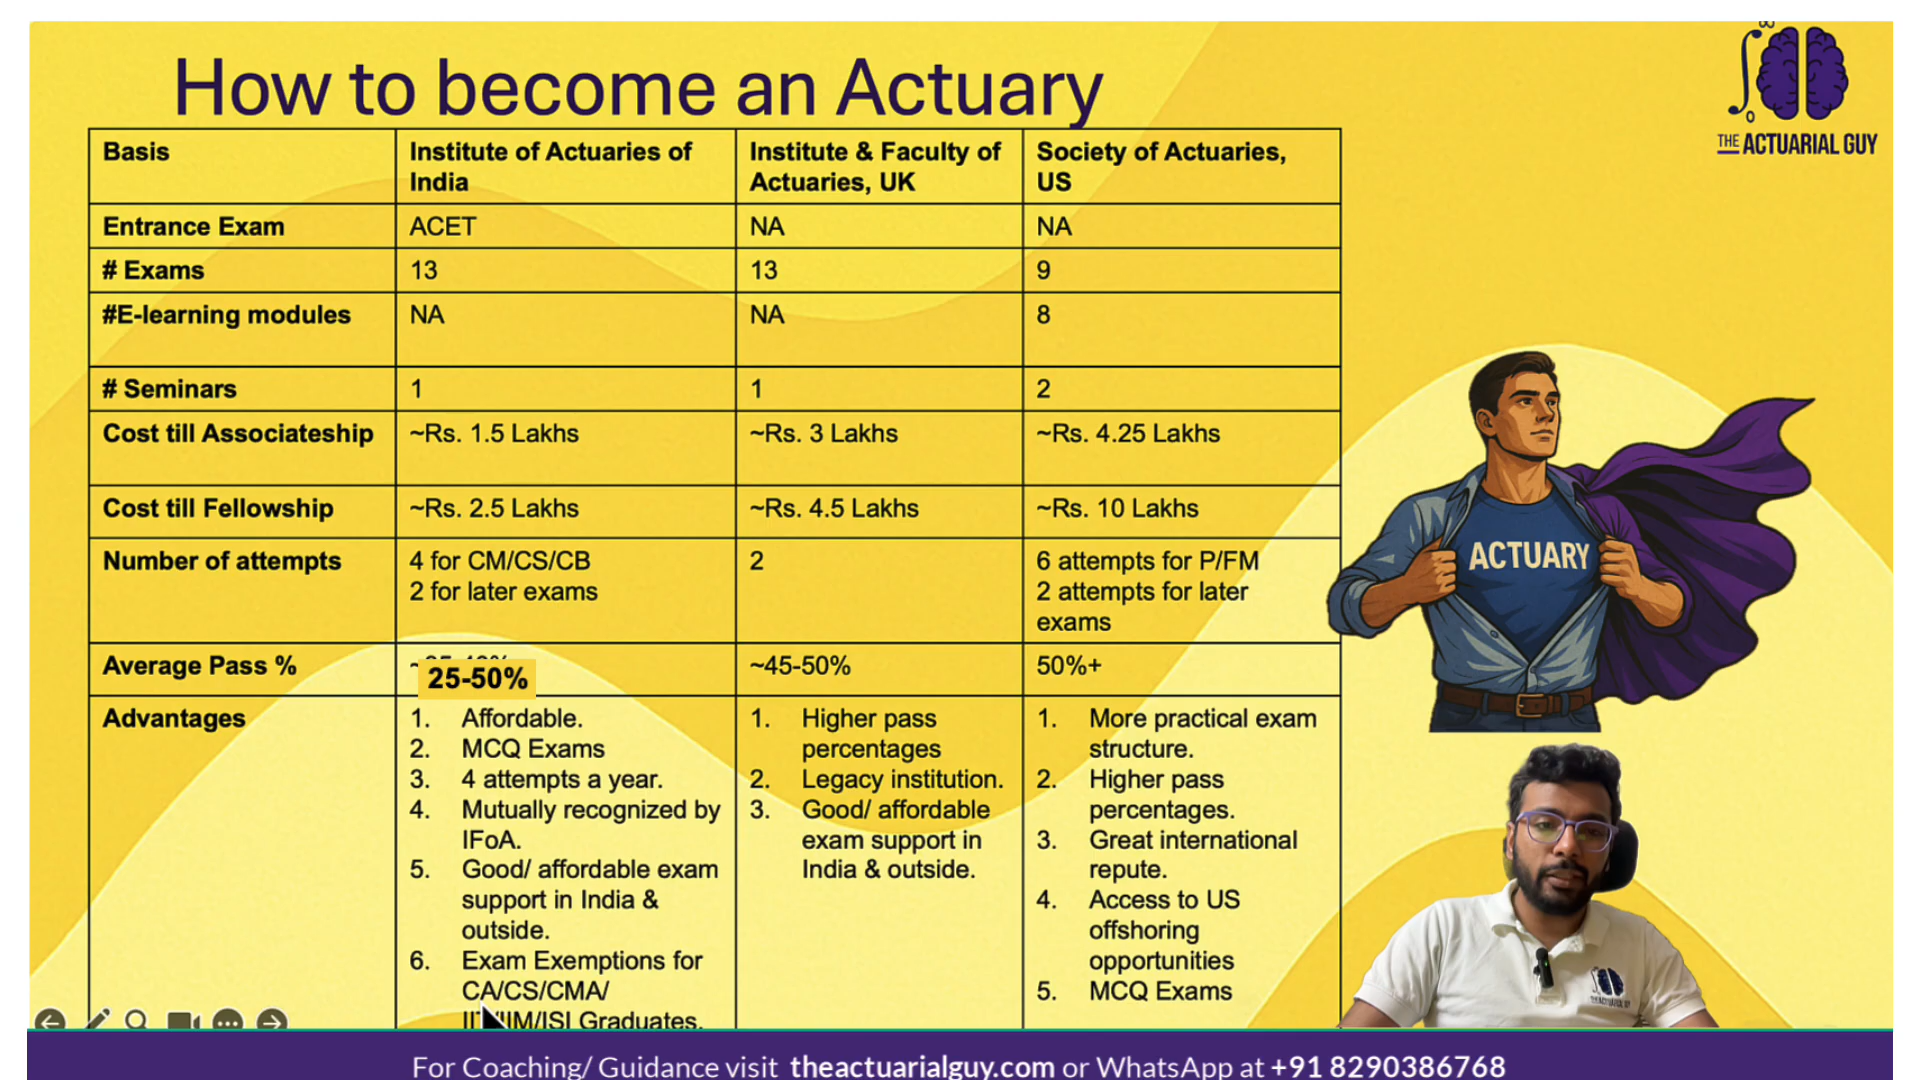 How to become an Actuary
THE ACTUARIAL GUY
Basis
Institute of Actuaries of
India
Institute & Faculty of
Actuaries, UK
Society of Actuaries,
US
Entrance Exam
ACET
NA
NA
# Exams
13
13
9
#E-learning modules
NA
NA
8
# Seminars
1
1
2
Cost till Associateship
~Rs. 1.5 Lakhs
~Rs. 3 Lakhs
~Rs. 4.25 Lakhs
Cost till Fellowship
~Rs. 2.5 Lakhs
~Rs. 4.5 Lakhs
~Rs. 10 Lakhs
Number of attempts
4 for CM/CS/CB
2 for later exams
2
6 attempts for P/FM
2 attempts for later
exams
Average Pass %
25-50%
~45-50%
50%+
Advantages
1. Affordable.
2. MCQ Exams
3. 4 attempts a year.
4. Mutually recognized by
IFoA.
5. Good/ affordable exam
support in India &
outside.
6. Exam Exemptions for
CA/CS/CMA/
IIT/IIM/ISI Graduates.
1. Higher pass
percentages
2. Legacy institution.
3. Good/ affordable
exam support in
India & outside.
1. More practical exam
structure.
2. Higher pass
percentages.
3. Great international
repute.
4. Access to US
offshoring
opportunities
5. MCQ Exams
ACTUARY
For Coaching/ Guidance visit theactuarialguy.com or WhatsApp at +91 8290386768